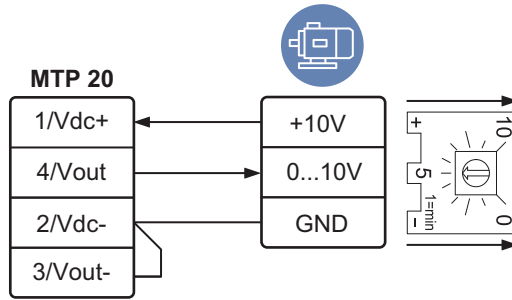 MTP 20
1/Vdc+
4/Vout
2/Vdc-
3/Vout-
+10V
0...10V
GND
+
5
-
1=min
10
0